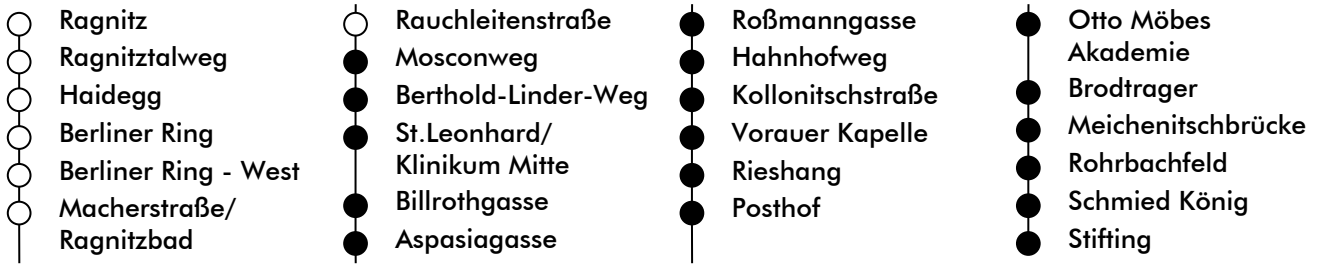 Ragnitz
Ragnitztalweg
Haidegg
Berliner Ring
Berliner Ring - West
Macherstraße/
Ragnitzbad
Rauchleitenstraße
Mosconweg
Berthold-Linder-Weg
St.Leonhard/
Klinikum Mitte
Billrothgasse
Aspasiagasse
Roßmanngasse
Hahnhofweg
Kollonitschstraße
Vorauer Kapelle
Rieshang
Posthof
Otto Möbes
Akademie
Brodtrager
Meichenitschbrücke
Rohrbachfeld
Schmied König
Stifting